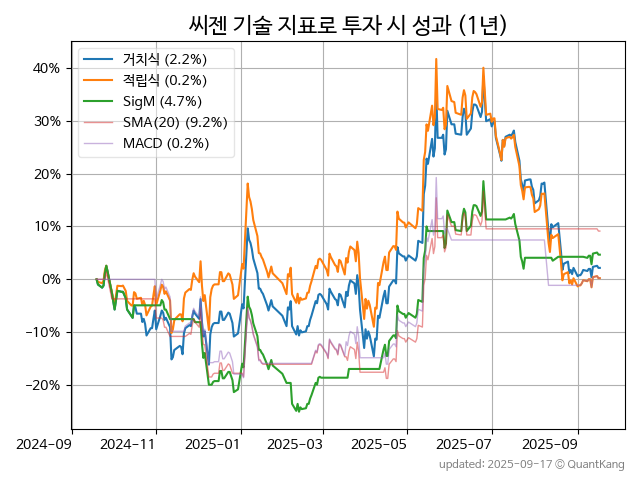 씨젠 기술 지표로 투자 시 성과 (1년)
거치식 (2.2%)
적립식 (0.2%)
SigM (4.7%)
SMA(20) (9.2%)
MACD (0.2%)
40%
30%
20%
10%
0%
−10%
−20%
2024-09 2024-11 2025-01 2025-03 2025-05 2025-07 2025-09
updated: 2025-09-17 © QuantKang